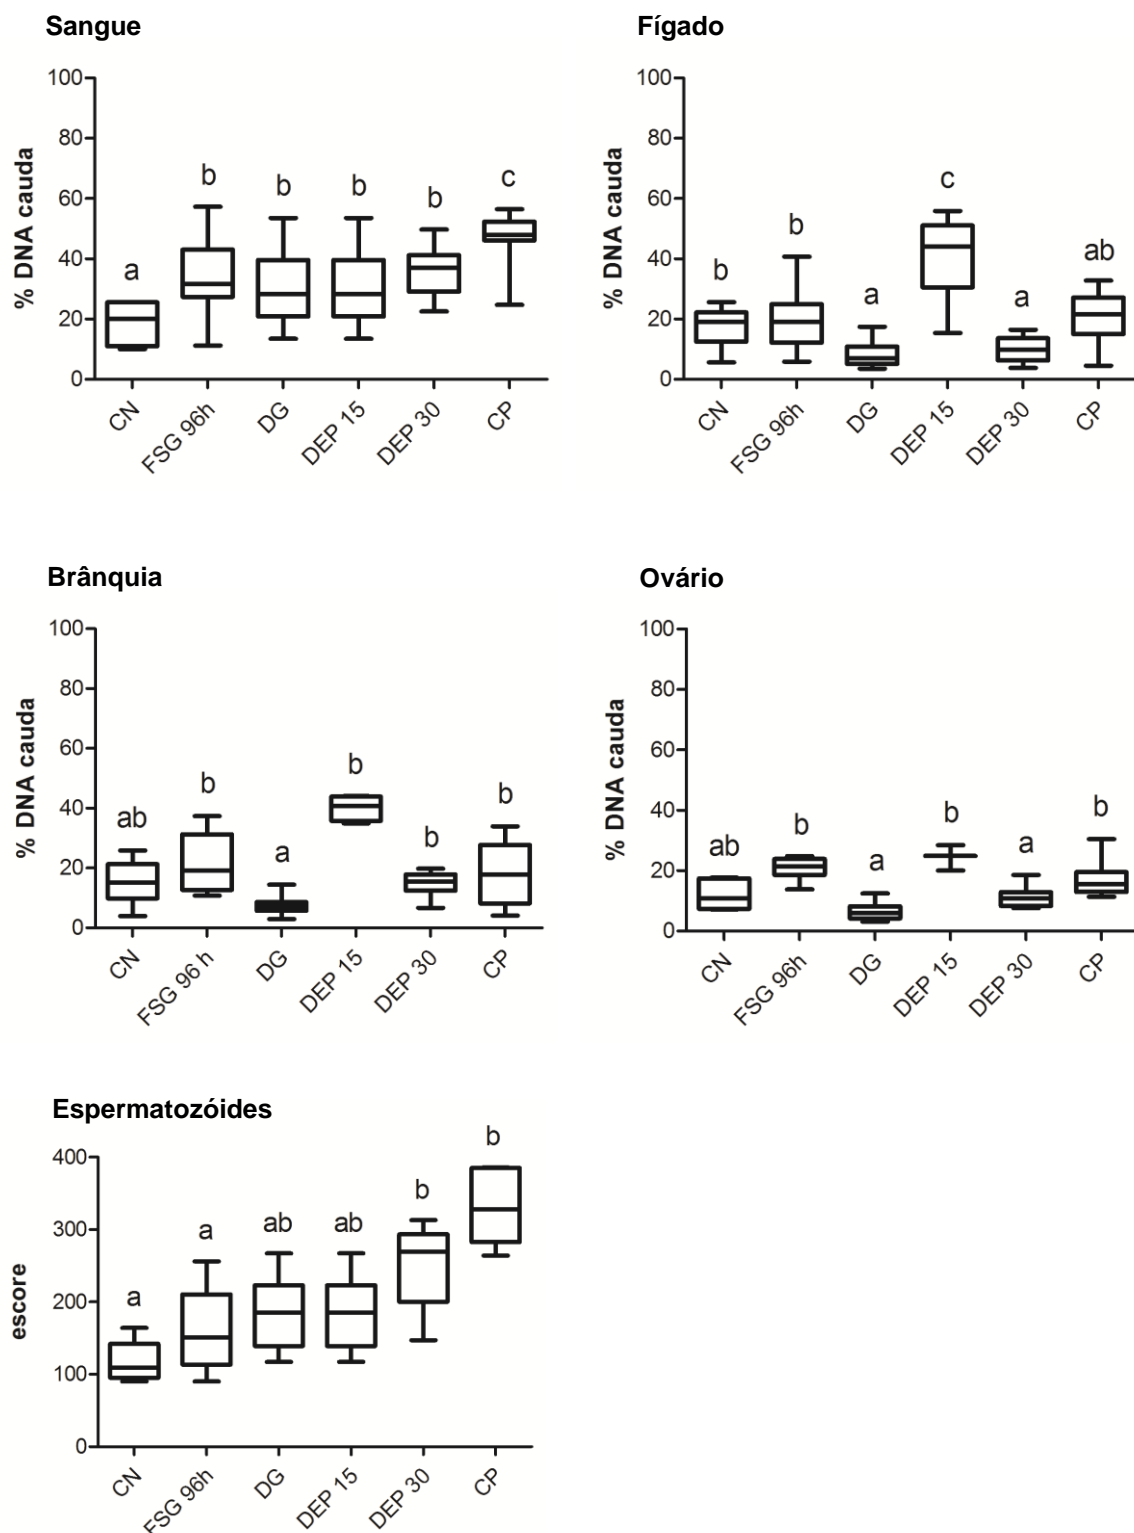 Sangue
% DNA cauda
100
80
60
40
20
0
a
b
b
b
b
c
CN
FSG 96h
DG
DEP 15
DEP 30
CP
Fígado
% DNA cauda
100
80
60
40
20
0
b
b
a
c
a
ab
CN
FSG 96h
DG
DEP 15
DEP 30
CP
Brânquia
% DNA cauda
100
80
60
40
20
0
ab
b
a
b
b
b
CN
FSG 96 h
DG
DEP 15
DEP 30
CP
Ovário
% DNA cauda
100
80
60
40
20
0
ab
b
a
b
a
b
CN
FSG 96h
DG
DEP 15
DEP 30
CP
Espermatozóides
escore
400
300
200
100
0
a
a
ab
ab
b
b
CN
FSG 96h
DG
DEP 15
DEP 30
CP